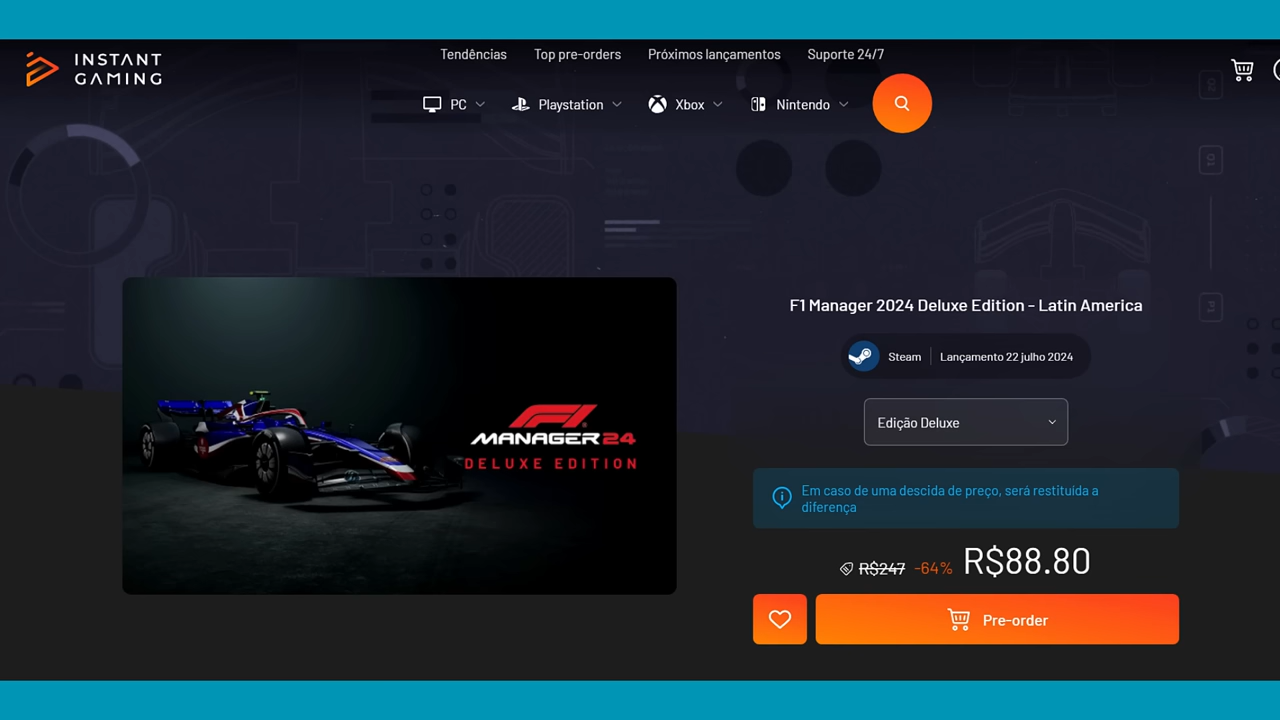 INSTANT
GAMING
Tendências Top pre-orders Próximos lançamentos Suporte 24/7
PC Playstation Xbox Nintendo
F1 Manager 2024 Deluxe Edition - Latin America
Steam Lançamento 22 julho 2024
Edição Deluxe
F1
MANAGER 24
DELUXE EDITION
Em caso de uma descida de preço, será restituída a
diferença
R$247 -64% R$88.80
Pre-order